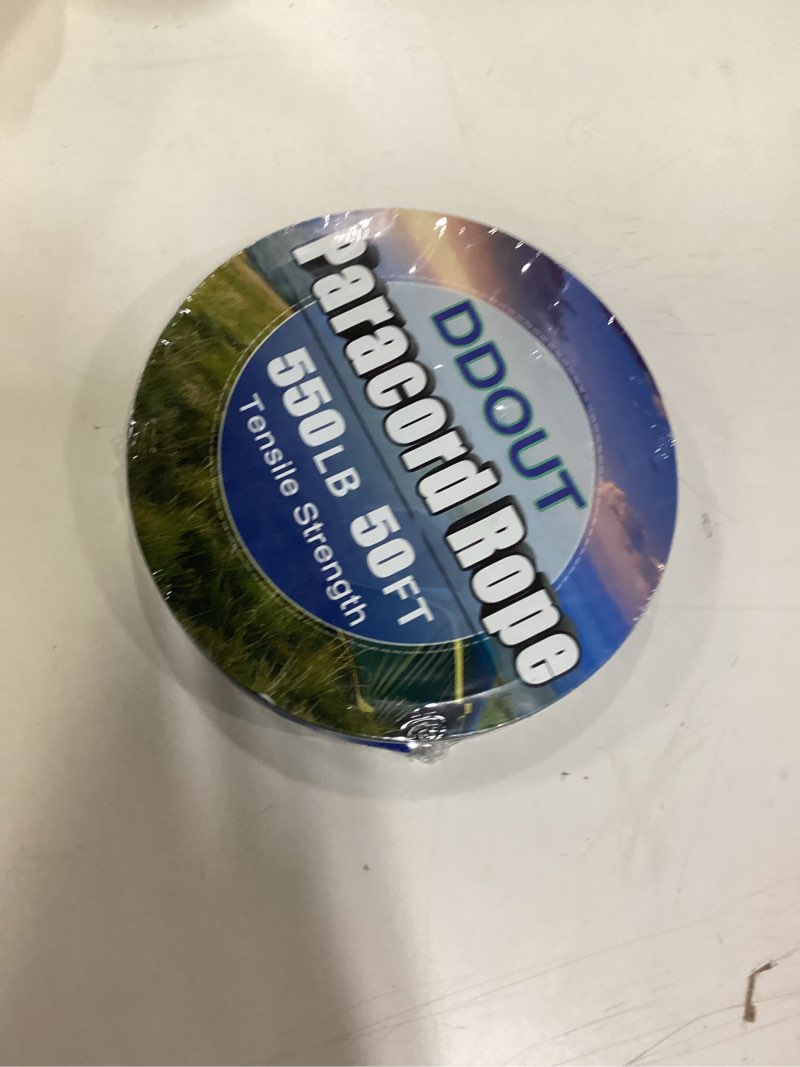 DDOUT
Paracord Rope
550LB 50FT
Tensile Strength